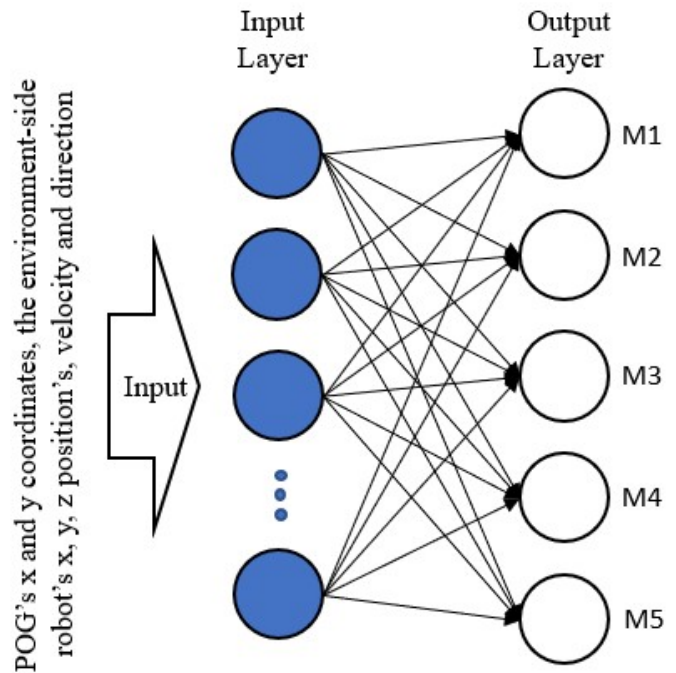 POG’s x and y coordinates, the environment-side
robot’s x, y, z position’s, velocity and direction
Input
Input
Layer
Output
Layer
M1
M2
M3
M4
M5